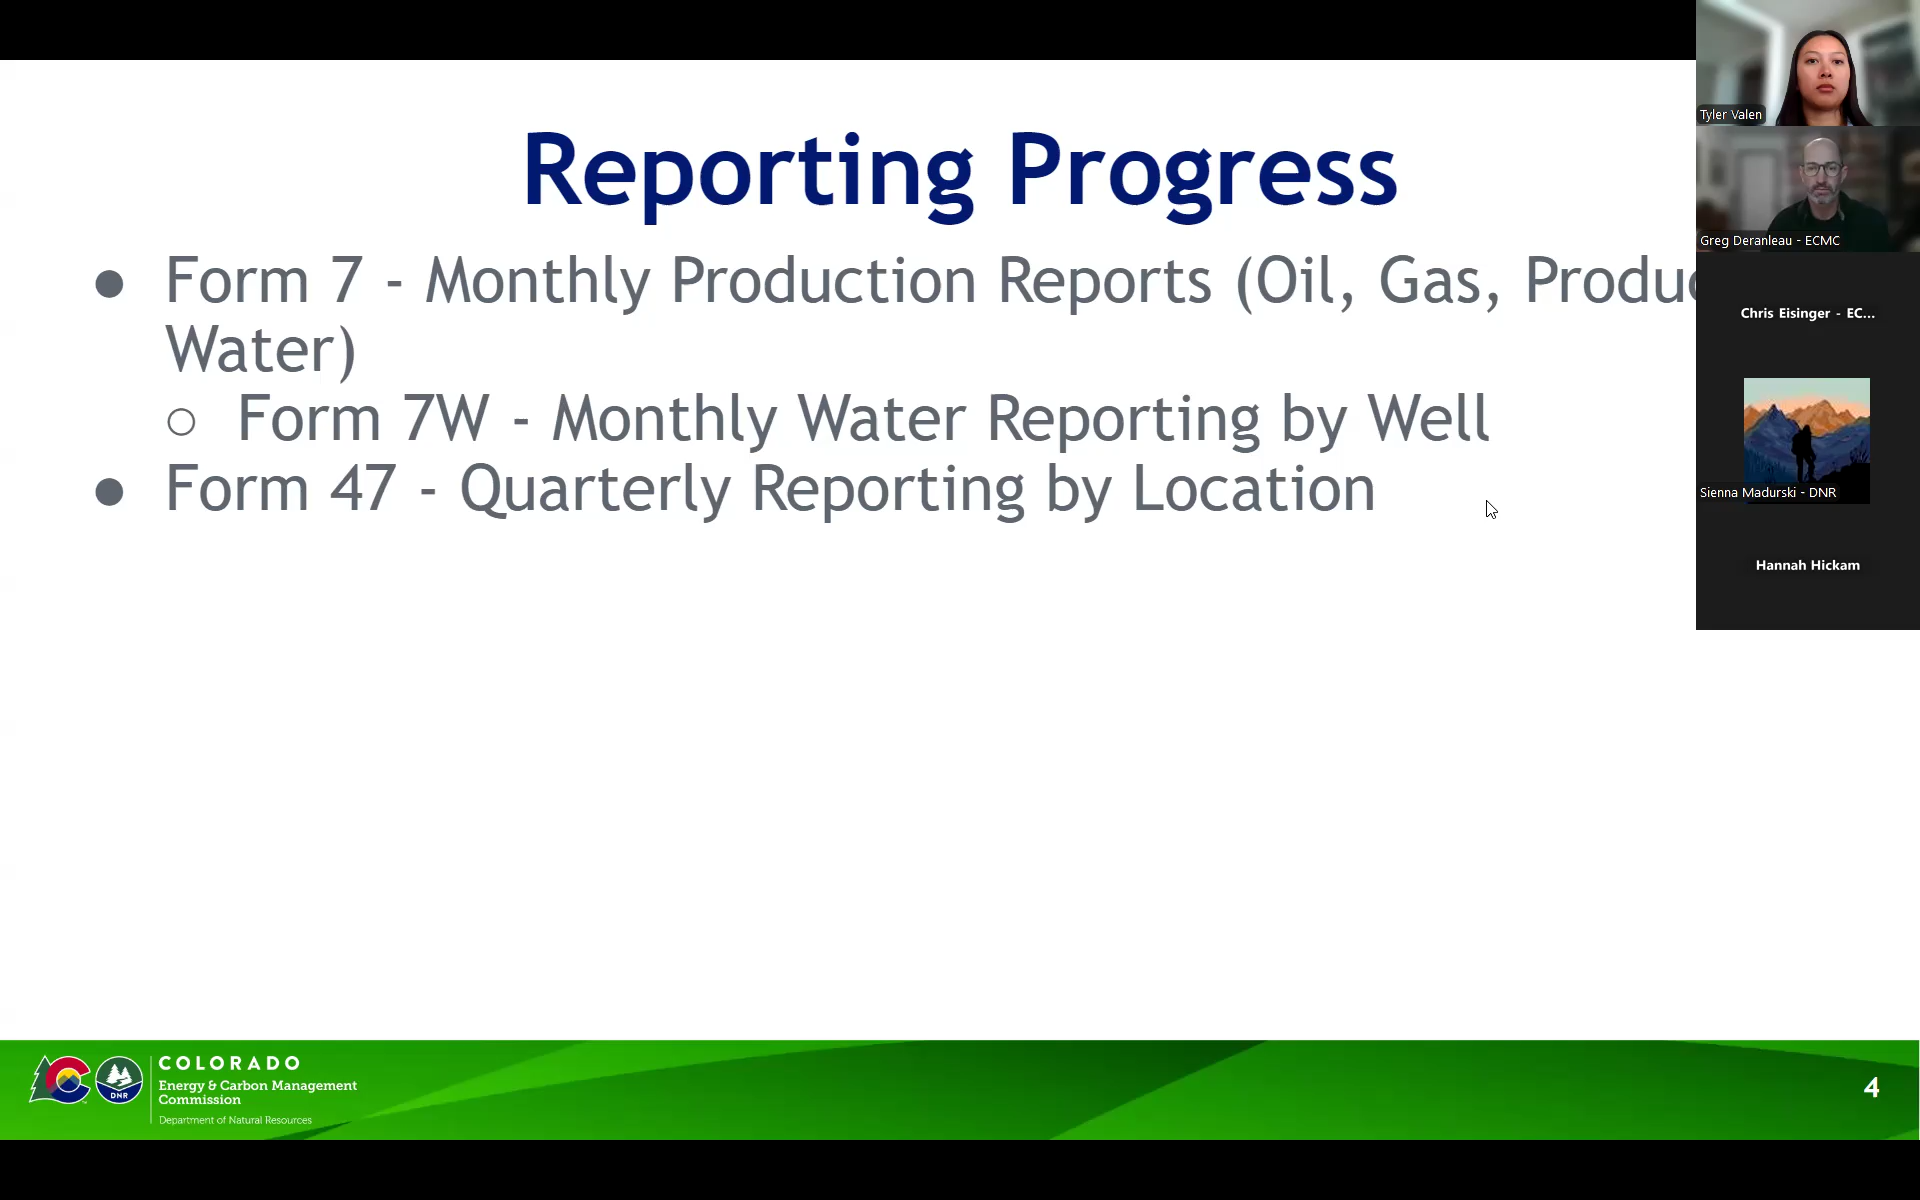 Reporting Progress
● Form 7 - Monthly Production Reports (Oil, Gas,
Water)
○ Form 7W - Monthly Water Reporting by Well
● Form 47 - Quarterly Reporting by Location
Tyler Valen
Greg Deranleau - ECMC
Chris Eisinger - EC...
Sienna Madurski - DNR
Hannah Hickam
DNR
COLORADO
Energy & Carbon Management
Commission
Department of Natural Resources
4